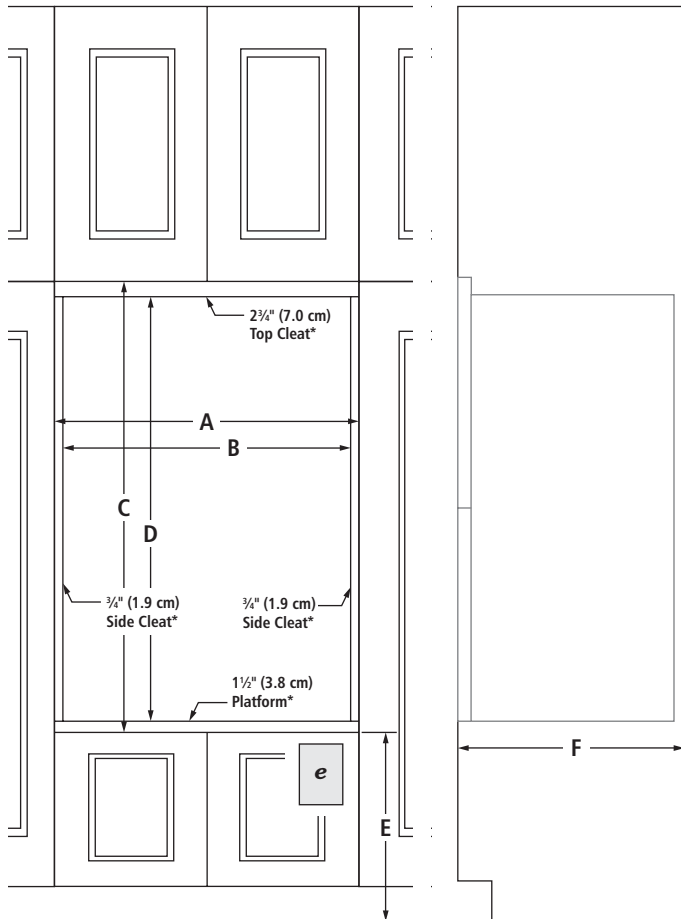 2¾" (7.0 cm)
Top Cleat*
A
B
C
D
¾" (1.9 cm)
Side Cleat*
¾" (1.9 cm)
Side Cleat*
1½" (3.8 cm)
Platform*
e
E
F